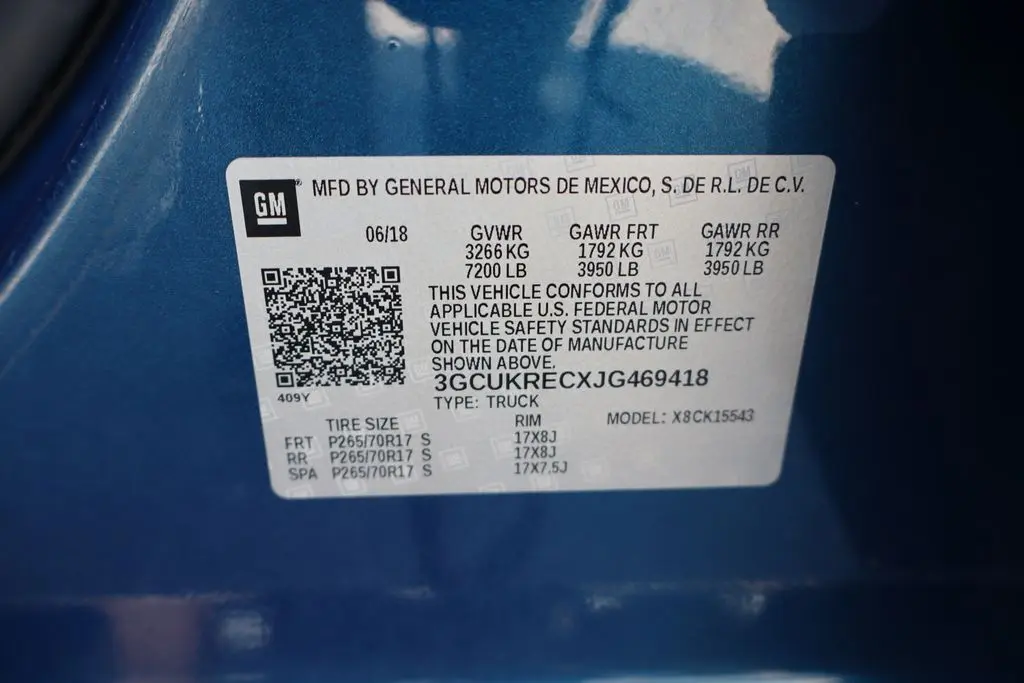 GM
MFD BY GENERAL MOTORS DE MEXICO, S. DE R.L. DE C.V.
06/18 GVWR GAWR FRT GAWR RR
3266 KG 1792 KG 1792 KG
7200 LB 3950 LB 3950 LB
THIS VEHICLE CONFORMS TO ALL
APPLICABLE U.S. FEDERAL MOTOR
VEHICLE SAFETY STANDARDS IN EFFECT
ON THE DATE OF MANUFACTURE
SHOWN ABOVE.
3GCUKRECXJG469418
409Y TYPE: TRUCK
TIRE SIZE RIM MODEL: X8CK15543
FRT P265/70R17 S 17X8J
RR P265/70R17 S 17X8J
SPA P265/70R17 S 17X7.5J